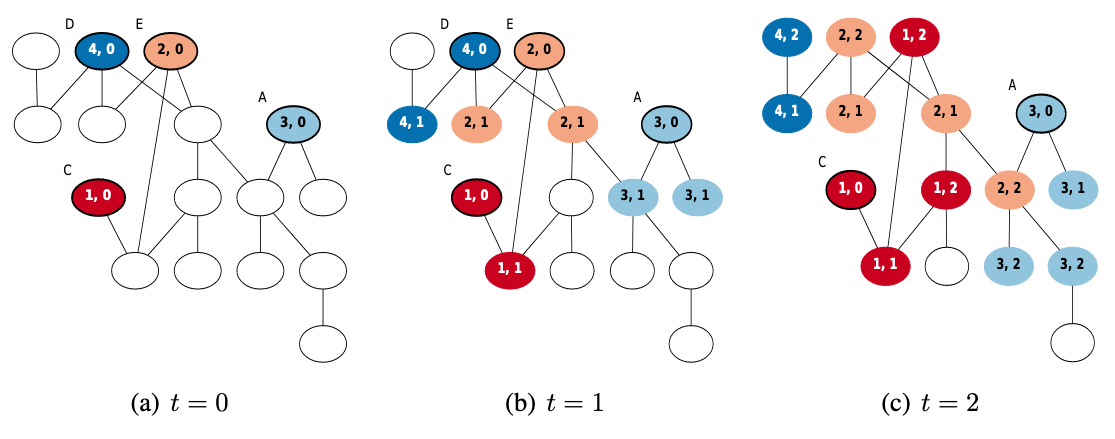 D E
4, 0 2, 0
A
3, 0
C
1, 0
(a) t = 0
D E
4, 0 2, 0
A
4, 1 2, 1 2, 1 3, 0
C
1, 0 3, 1 3, 1
1, 1
(b) t = 1
4, 2 2, 2 1, 2
A
4, 1 2, 1 2, 1 3, 0
C
1, 0 1, 2 2, 2 3, 1
1, 1 3, 2 3, 2
(c) t = 2